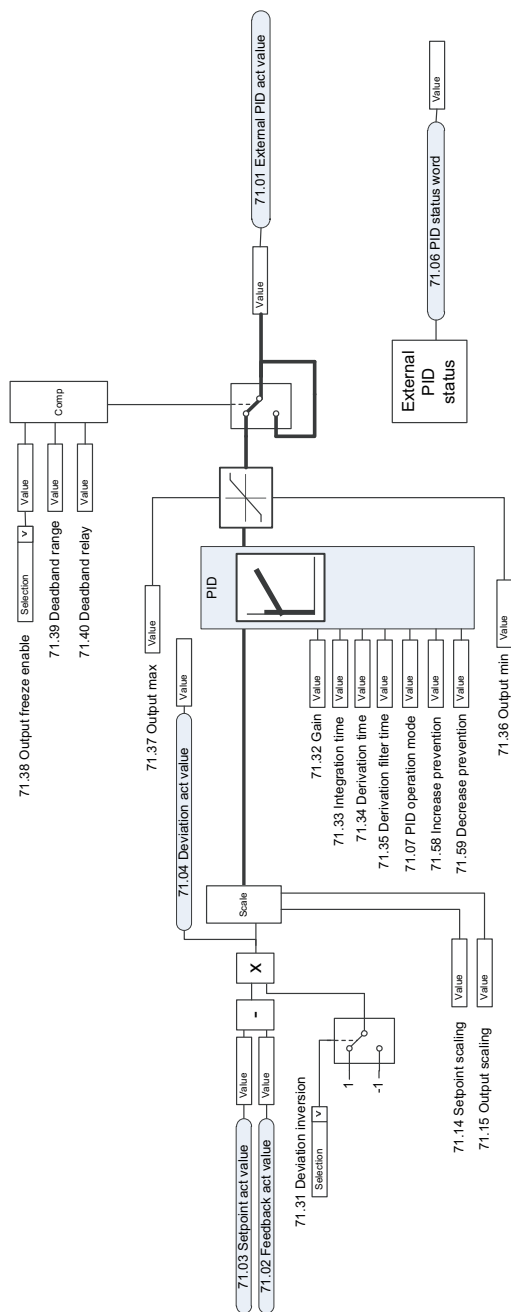 71.38 Output freeze enable
Selection
v
Value
71.39 Deadband range
Value
71.40 Deadband relay
Value
Comp
71.37 Output max
Value
71.04 Deviation act value
Value
71.03 Setpoint act value
Value
71.02 Feedback act value
Value
-
X
Scale
PID
Value
71.01 External PID act value
71.31 Deviation inversion
Selection
v
1
-1
71.14 Setpoint scaling
Value
71.15 Output scaling
Value
71.32 Gain
Value
71.33 Integration time
Value
71.34 Derivation time
Value
71.35 Derivation filter time
Value
71.07 PID operation mode
Value
71.58 Increase prevention
Value
71.59 Decrease prevention
Value
71.36 Output min
Value
External
PID
status
71.06 PID status word
Value